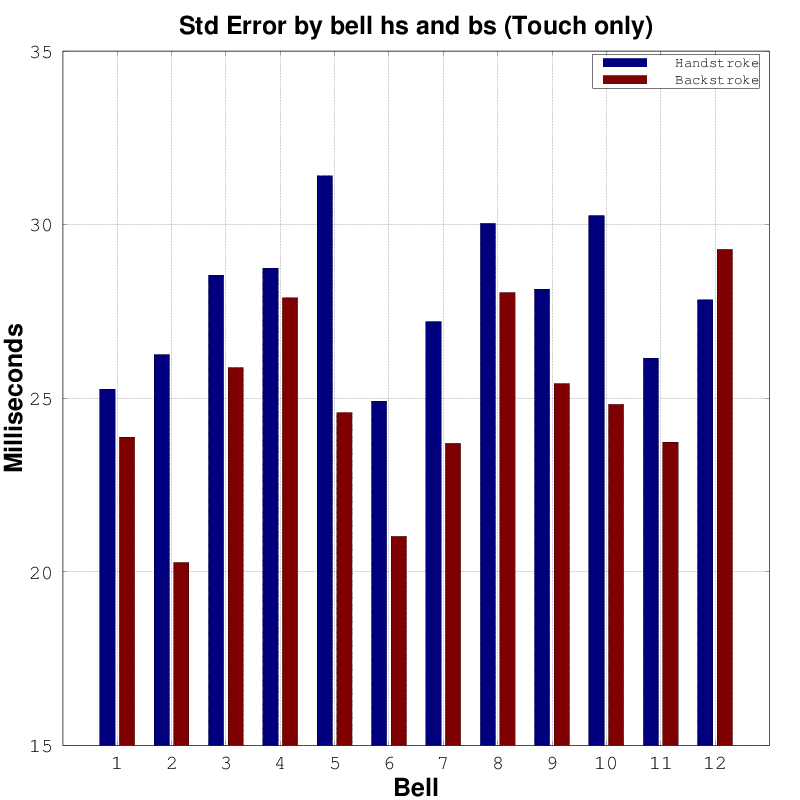 Std Error by bell hs and bs (Touch only)
35
Handstroke
Backstroke
30
25
20
15
Milliseconds
1 2 3 4 5 6 7 8 9 10 11 12
Bell